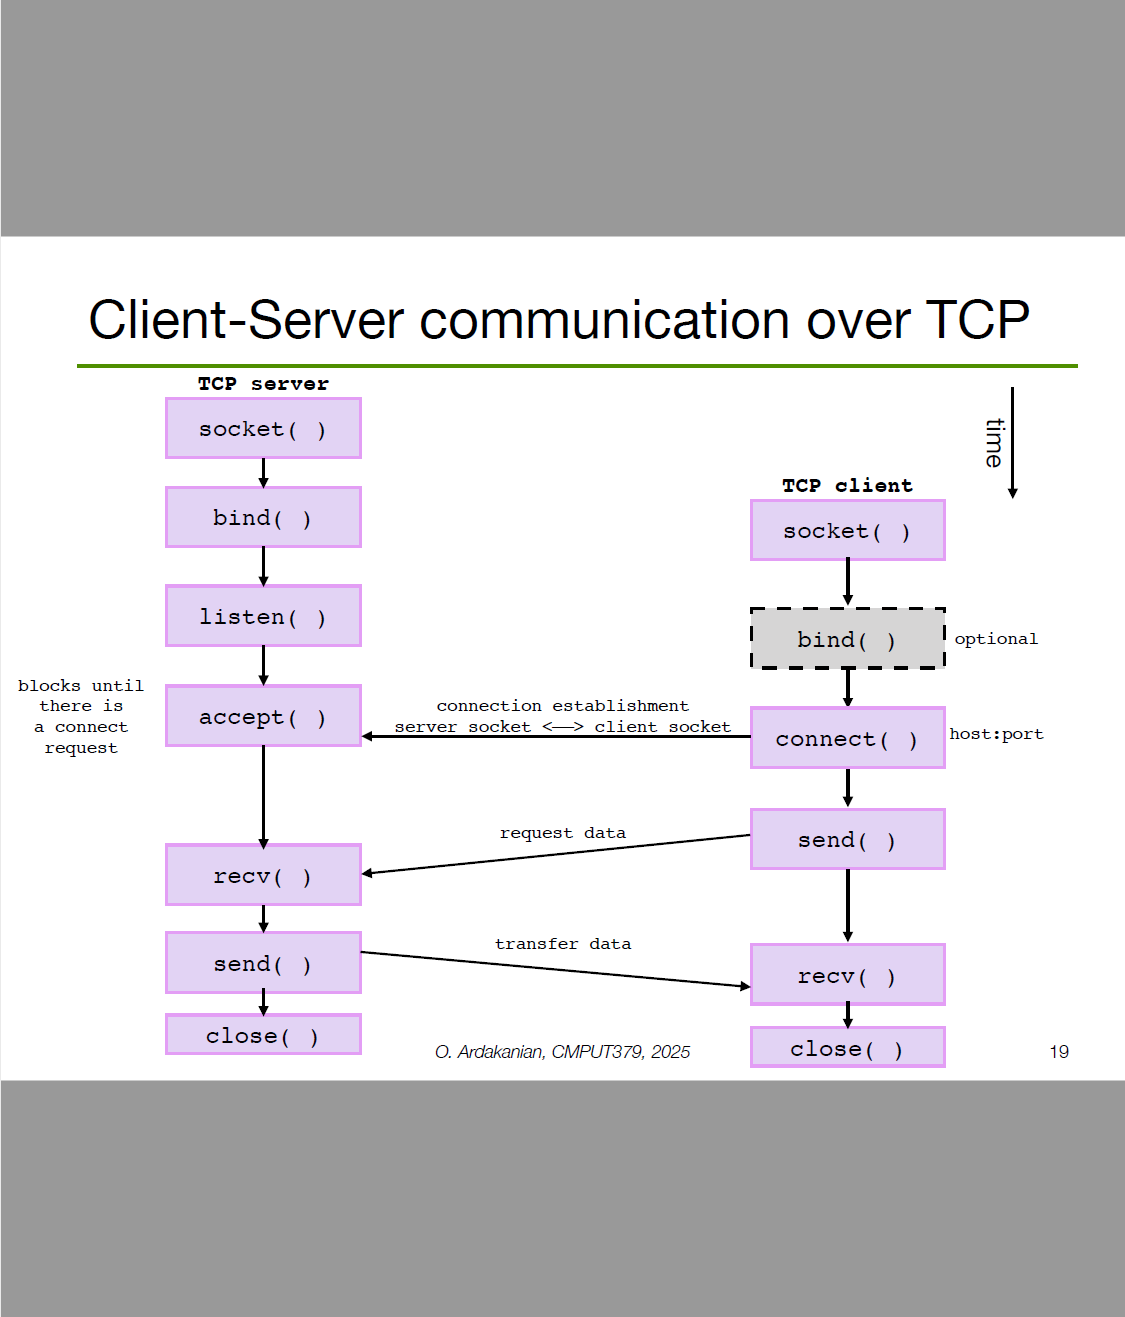 Client-Server communication over TCP
TCP server
socket( )
bind( )
listen( )
blocks until
there is
a connect
request
accept( )
recv( )
send( )
close( )
connection establishment
server socket <—> client socket
request data
transfer data
time
TCP client
socket( )
bind( )
optional
connect( )
host:port
send( )
recv( )
close( )
O. Ardakanian, CMPUT379, 2025
19